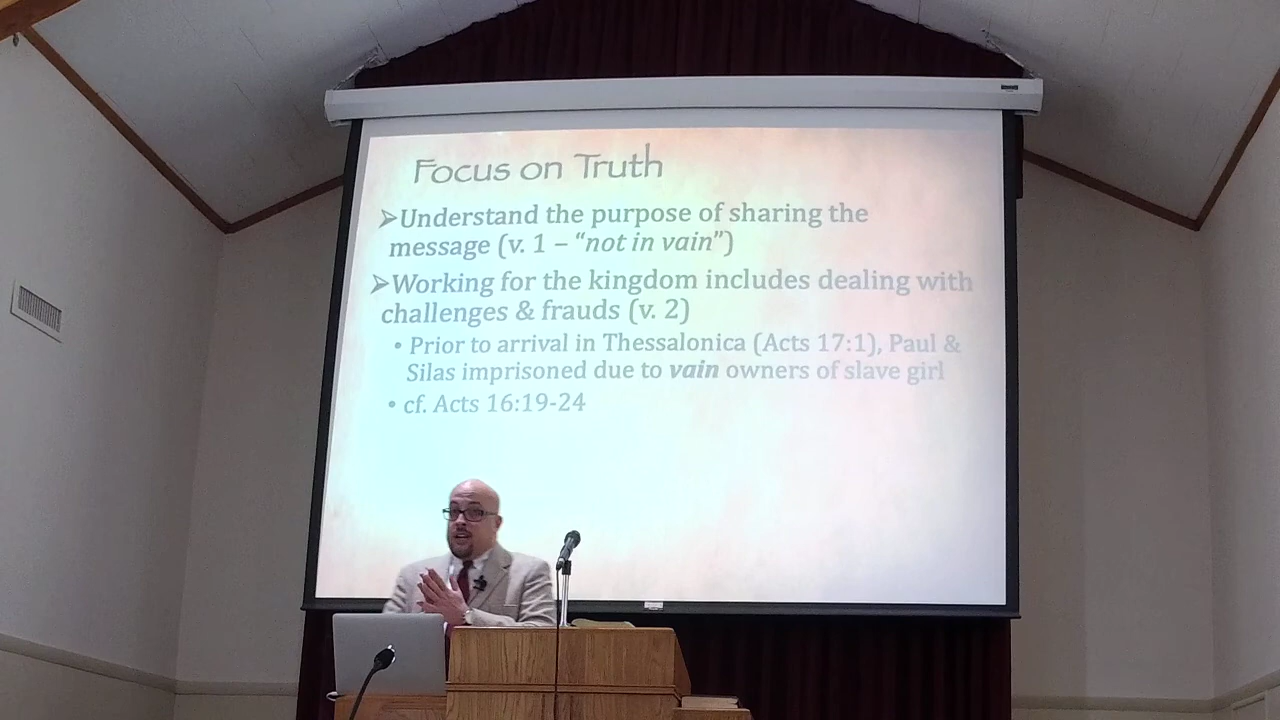 Focus on Truth
➢Understand the purpose of sharing the
message (v. 1 – “not in vain”)
➢Working for the kingdom includes dealing with
challenges & frauds (v. 2)
• Prior to arrival in Thessalonica (Acts 17:1), Paul &
Silas imprisoned due to vain owners of slave girl
• cf. Acts 16:19-24